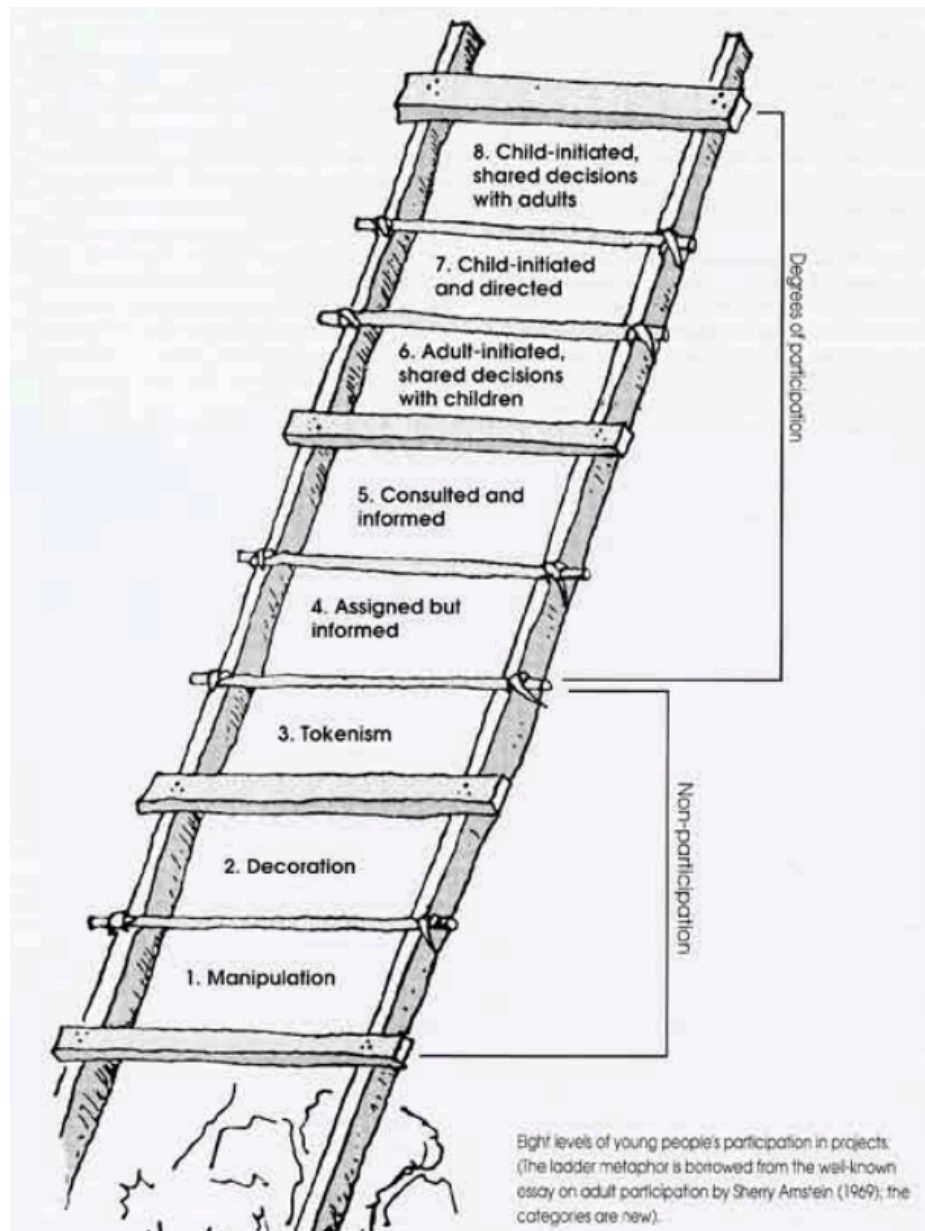 8. Child-initiated,
shared decisions
with adults
7. Child-initiated
and directed
6. Adult-initiated,
shared decisions
with children
5. Consulted and
informed
4. Assigned but
informed
3. Tokenism
2. Decoration
1. Manipulation
Degrees of participation
Non-participation
Eight levels of young people's participation in projects.
(The ladder metaphor is borrowed from the well-known
essay on adult participation by Sherry Arnstein (1969); the
categories are new).